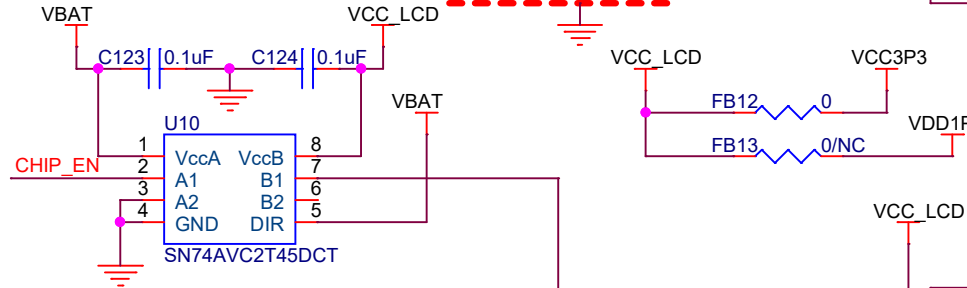 VBAT
VCC_LCD
C123
0.1uF
C124
0.1uF
VCC_LCD
VCC3P3
VBAT
FB12
0
U10
VDD1P
1
8
FB13
0/NC
VccA
VccB
CHIP_EN
2
7
A1
B1
3
6
A2
B2
4
5
GND
DIR
VCC_LCD
SN74AVC2T45DCT